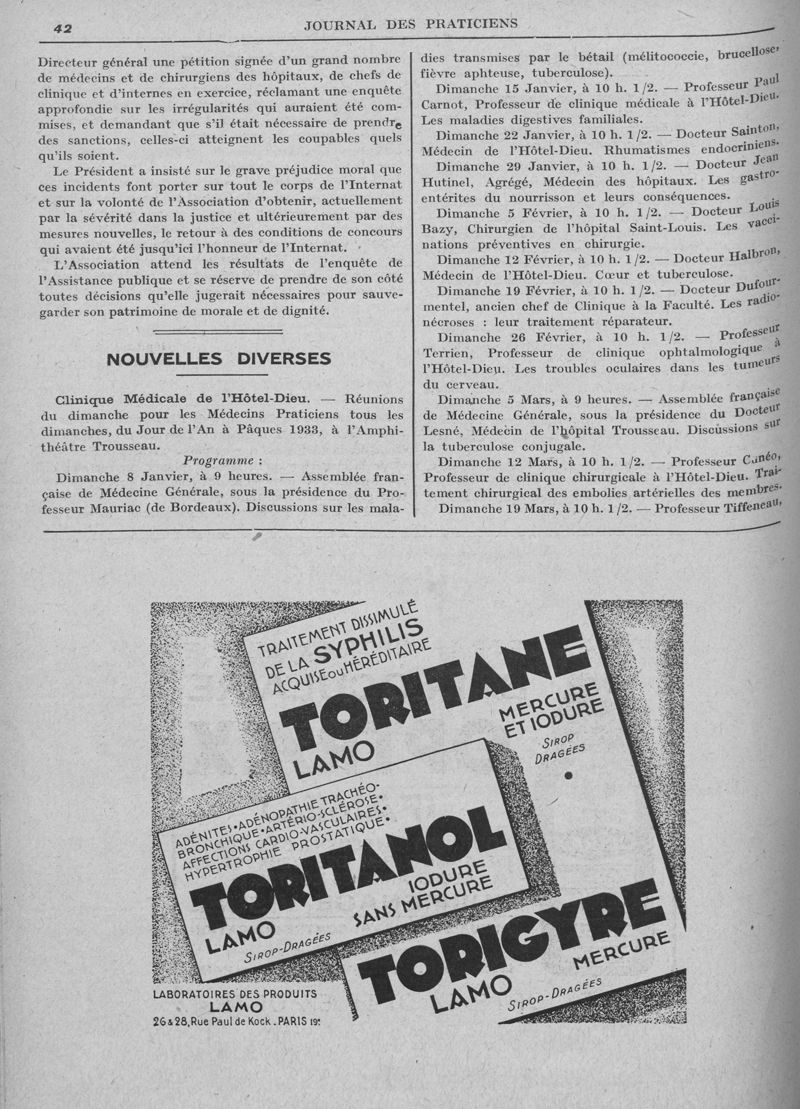 42
JOURNAL DES PRATICIENS
Directeur général une pétition signée d'un grand nombre
de médecins et de chirurgiens des hôpitaux, de chefs de
clinique et d'internes en exercice, réclamant une enquête
approfondie sur les irrégularités qui auraient été com-
mises, et demandant que s'il était nécessaire de prendre
des sanctions, celles-ci atteignent les coupables quels
qu'ils soient.
Le Président a insisté sur le grave préjudice moral que
ces incidents font porter sur tout le corps de l'Internat
et sur la volonté de l'Association d'obtenir, actuellement
par la sévérité dans la justice et ultérieurement par des
mesures nouvelles, le retour à des conditions de concours
qui avaient été jusqu'ici l'honneur de l'Internat.
L'Association attend les résultats de l'enquête de
l'Assistance publique et se réserve de prendre de son côté
toutes décisions qu'elle jugerait nécessaires pour sauve-
garder son patrimoine de morale et de dignité.
NOUVELLES DIVERSES
Clinique Médicale de l'Hôtel-Dieu. — Réunions
du dimanche pour les Médecins Praticiens tous les
dimanches, du Jour de l'An à Pâques 1933, à l'Amphi-
théâtre Trousseau.
Programme :
Dimanche 8 Janvier, à 9 heures. — Assemblée fran-
çaise de Médecine Générale, sous la présidence du Pro-
fesseur Mauriac (de Bordeaux). Discussions sur les mala-
dies transmises par le bétail (mélitococcie, brucellose,
fièvre aphteuse, tuberculose).
Dimanche 15 Janvier, à 10 h. 1/2. — Professeur Paul
Carnot, Professeur de clinique médicale à l'Hôtel-Dieu.
Les maladies digestives familiales.
Dimanche 22 Janvier, à 10 h. 1/2. — Docteur Sainton,
Médecin de l'Hôtel-Dieu. Rhumatismes endocriniens.
Dimanche 29 Janvier, à 10 h. 1/2. — Docteur Jean
Hutinel, Agrégé, Médecin des hôpitaux. Les gastro-
entérites du nourrisson et leurs conséquences.
Dimanche 5 Février, à 10 h. 1/2. — Docteur Louis
Bazy, Chirurgien de l'hôpital Saint-Louis. Les vacci-
nations préventives en chirurgie.
Dimanche 12 Février, à 10 h. 1/2. — Docteur Halbron,
Médecin de l'Hôtel-Dieu. Cœur et tuberculose.
Dimanche 19 Février, à 10 h. 1/2. — Docteur Dufour-
mentel, ancien chef de Clinique à la Faculté. Les radio-
nécroses : leur traitement réparateur.
Dimanche 26 Février, à 10 h. 1/2. — Professeur
Terrien, Professeur de clinique ophtalmologique à
l'Hôtel-Dieu. Les troubles oculaires dans les tumeurs
du cerveau.
Dimanche 5 Mars, à 9 heures. — Assemblée française
de Médecine Générale, sous la présidence du Docteur
Lesné, Médecin de l'hôpital Trousseau. Discussions sur
la tuberculose conjugale.
Dimanche 12 Mars, à 10 h. 1/2. — Professeur Cunéo,
Professeur de clinique chirurgicale à l'Hôtel-Dieu. Trai-
tement chirurgical des embolies artérielles des membres.
Dimanche 19 Mars, à 10 h. 1/2. — Professeur Tiffeneau,
TRAITEMENT DISSIMULÉ
DE LA SYPHILIS
ACQUISE OU HÉRÉDITAIRE
TORITANE
LAMO
MERCURE
ET IODURE
SIROP
DRAGÉES
ADÉNITES•ADÉNOPATHIE TRACHÉO-
BRONCHIQUE•ARTÉRIO-SCLÉROSE•
AFFECTIONS CARDIO-VASCULAIRES•
HYPERTROPHIE PROSTATIQUE•
TORITANOL
LAMO
IODURE
SANS MERCURE
SIROP-DRAGÉES
TORIGYRE
LAMO
MERCURE
SIROP-DRAGÉES
LABORATOIRES DES PRODUITS
LAMO
26 & 28, Rue Paul de Kock. PARIS 19e